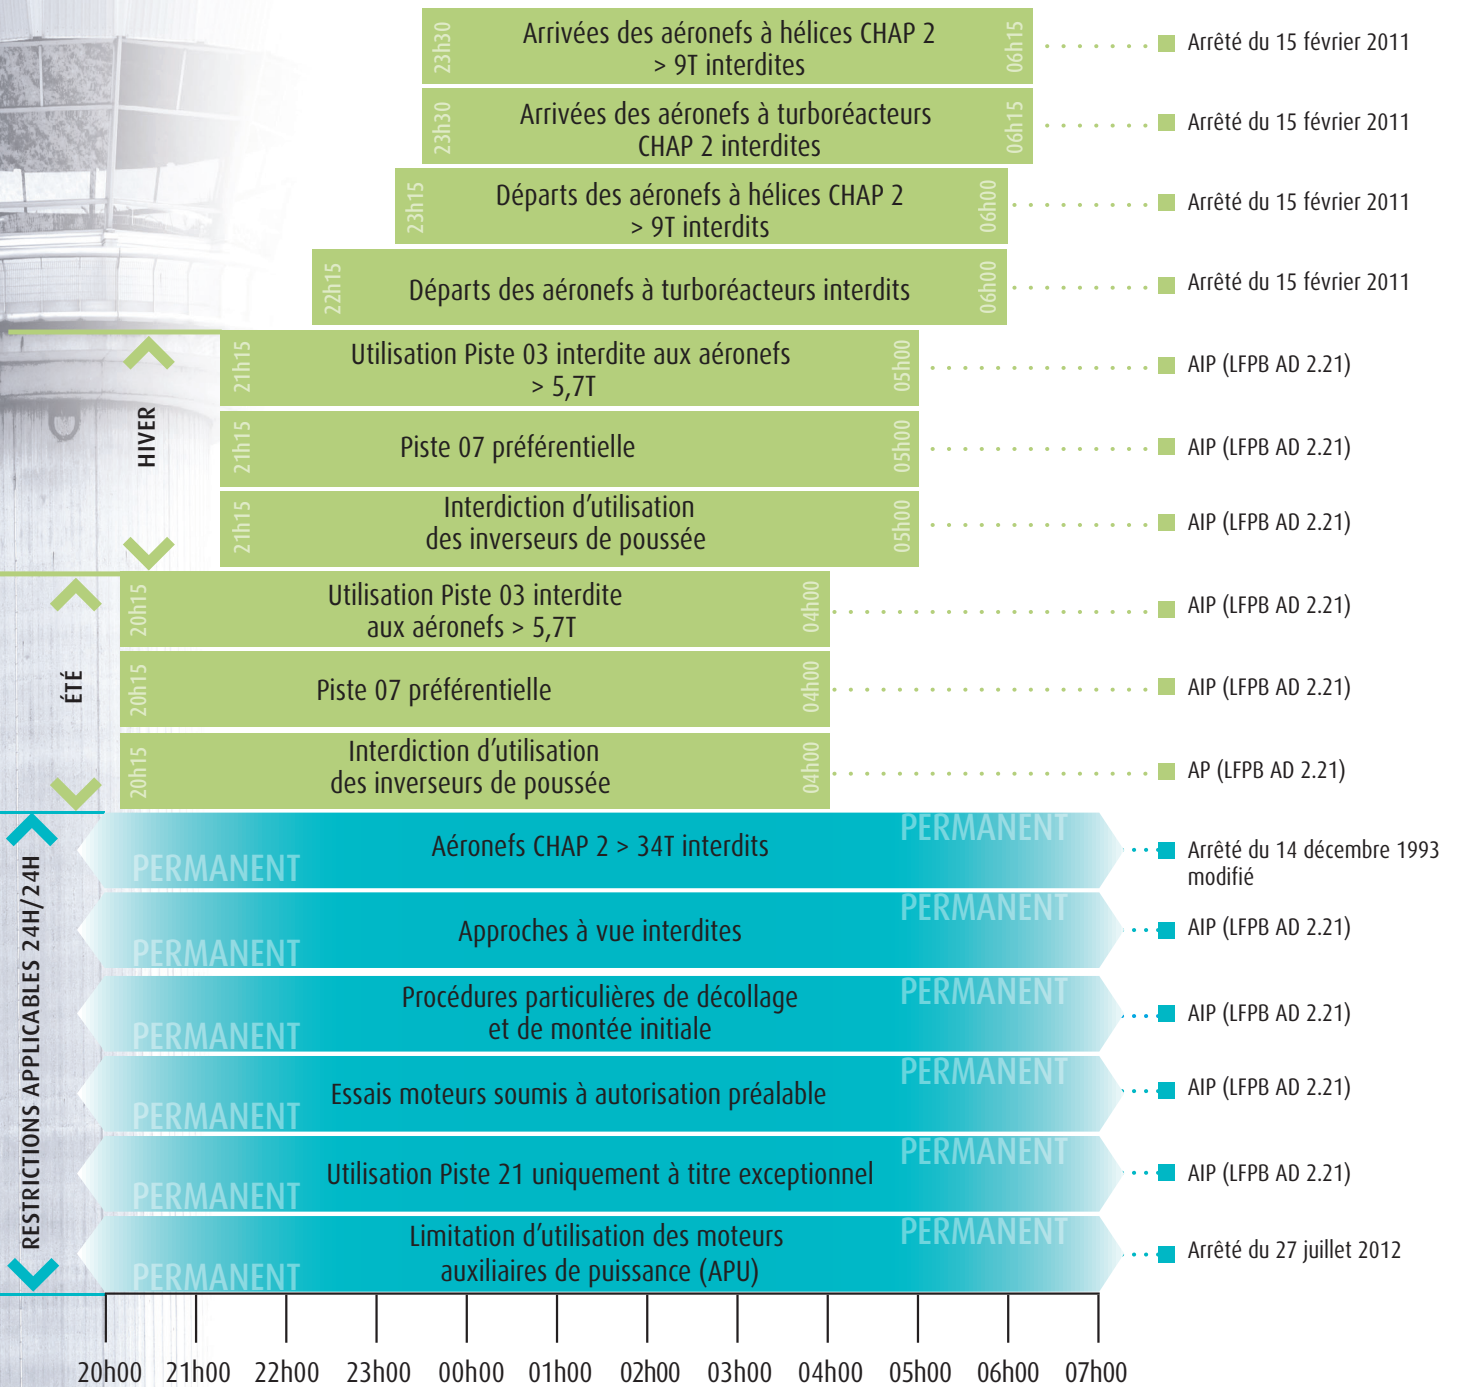 23h30
Arrivées des aéronefs à hélices CHAP 2
> 9T interdites
06h15
Arrêté du 15 février 2011
23h30
Arrivées des aéronefs à turboréacteurs
CHAP 2 interdites
06h15
Arrêté du 15 février 2011
23h15
Départs des aéronefs à hélices CHAP 2
> 9T interdits
06h00
Arrêté du 15 février 2011
22h15
Départs des aéronefs à turboréacteurs interdits
06h00
Arrêté du 15 février 2011
HIVER
21h15
Utilisation Piste 03 interdite aux aéronefs
> 5,7T
05h00
AIP (LFPB AD 2.21)
21h15
Piste 07 préférentielle
05h00
AIP (LFPB AD 2.21)
21h15
Interdiction d’utilisation
des inverseurs de poussée
05h00
AIP (LFPB AD 2.21)
ÉTÉ
20h15
Utilisation Piste 03 interdite
aux aéronefs > 5,7T
04h00
AIP (LFPB AD 2.21)
20h15
Piste 07 préférentielle
04h00
AIP (LFPB AD 2.21)
20h15
Interdiction d’utilisation
des inverseurs de poussée
04h00
AP (LFPB AD 2.21)
RESTRICTIONS APPLICABLES 24H/24H
PERMANENT
Aéronefs CHAP 2 > 34T interdits
PERMANENT
Arrêté du 14 décembre 1993
modifié
PERMANENT
Approches à vue interdites
PERMANENT
AIP (LFPB AD 2.21)
PERMANENT
Procédures particulières de décollage
et de montée initiale
PERMANENT
AIP (LFPB AD 2.21)
PERMANENT
Essais moteurs soumis à autorisation préalable
PERMANENT
AIP (LFPB AD 2.21)
PERMANENT
Utilisation Piste 21 uniquement à titre exceptionnel
PERMANENT
AIP (LFPB AD 2.21)
PERMANENT
Limitation d’utilisation des moteurs
auxiliaires de puissance (APU)
PERMANENT
Arrêté du 27 juillet 2012
20h00 21h00 22h00 23h00 00h00 01h00 02h00 03h00 04h00 05h00 06h00 07h00